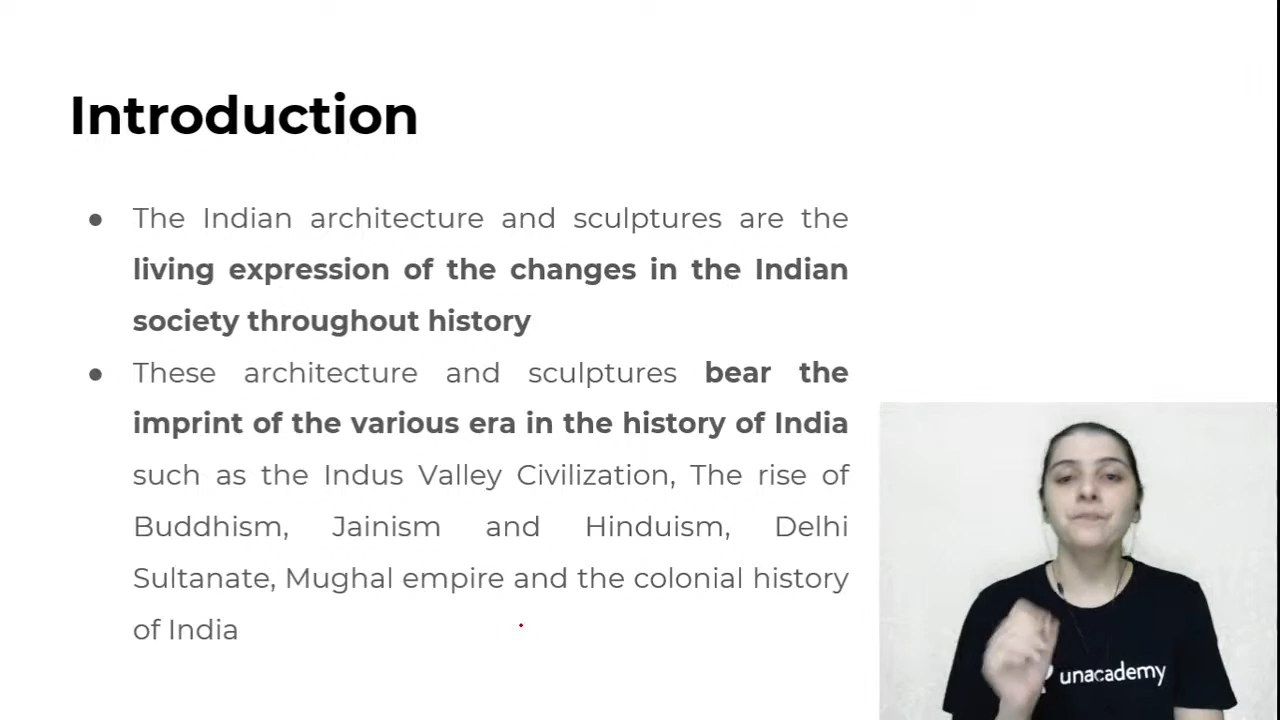 Introduction
● The Indian architecture and sculptures are the
living expression of the changes in the Indian
society throughout history
● These architecture and sculptures bear the
imprint of the various era in the history of India
such as the Indus Valley Civilization, The rise of
Buddhism, Jainism and Hinduism, Delhi
Sultanate, Mughal empire and the colonial history
of India
unacademy